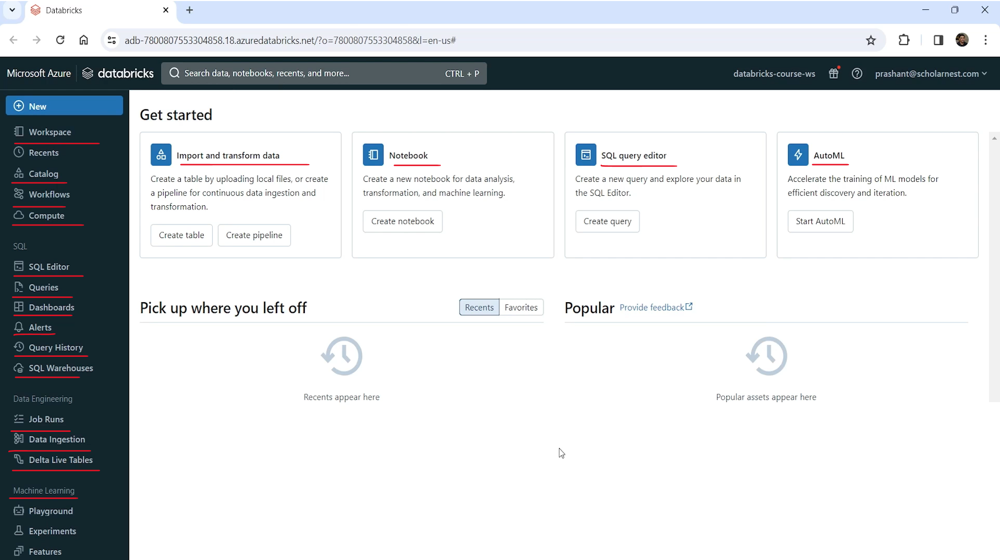 Databricks
adb-7800807553304858.18.azuredatabricks.net/?o=7800807553304858&l=en-us#
Microsoft Azure databricks Search data, notebooks, recents, and more... CTRL + P databricks-course-ws prashant@scholarnest.com
New
Workspace
Recents
Catalog
Workflows
Compute
SQL
SQL Editor
Queries
Dashboards
Alerts
Query History
SQL Warehouses
Data Engineering
Job Runs
Data Ingestion
Delta Live Tables
Machine Learning
Playground
Experiments
Features
Get started
Import and transform data
Create a table by uploading local files, or create
a pipeline for continuous data ingestion and
transformation.
Create table Create pipeline
Notebook
Create a new notebook for data analysis,
transformation, and machine learning.
Create notebook
SQL query editor
Create a new query and explore your data in
the SQL Editor.
Create query
AutoML
Accelerate the training of ML models for
efficient discovery and iteration.
Start AutoML
Pick up where you left off Recents Favorites
Recents appear here
Popular Provide feedback
Popular assets appear here